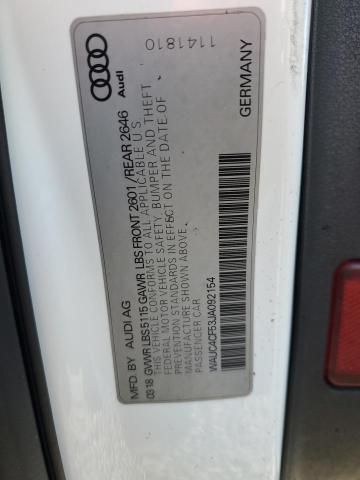 MFD. BY AUDI AG
03/18 GVWR LBS 5115 GAWR LBS FRONT 2601 / REAR 2646
THIS VEHICLE CONFORMS TO ALL APPLICABLE U.S.
FEDERAL MOTOR VEHICLE SAFETY, BUMPER AND THEFT
PREVENTION STANDARDS IN EFFECT ON THE DATE OF
MANUFACTURE SHOWN ABOVE.
PASSENGER CAR
WAUC4CF53JA092154
Audi
1141
810
GERMANY